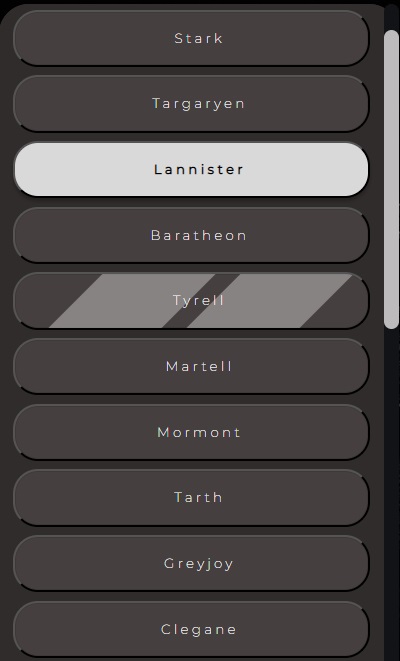 Stark
Targaryen
Lannister
Baratheon
Tyrell
Martell
Mormont
Tarth
Greyjoy
Clegane